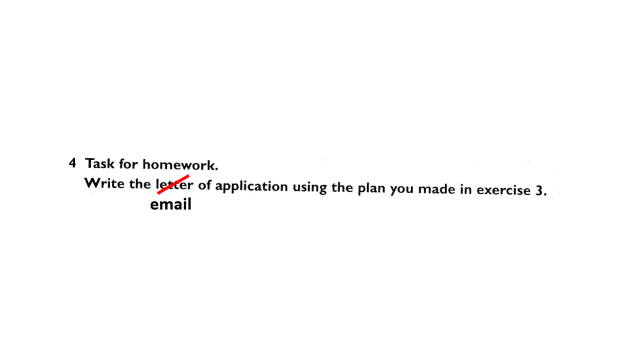 4 Task for homework.
Write the letter of application using the plan you made in exercise 3.
email